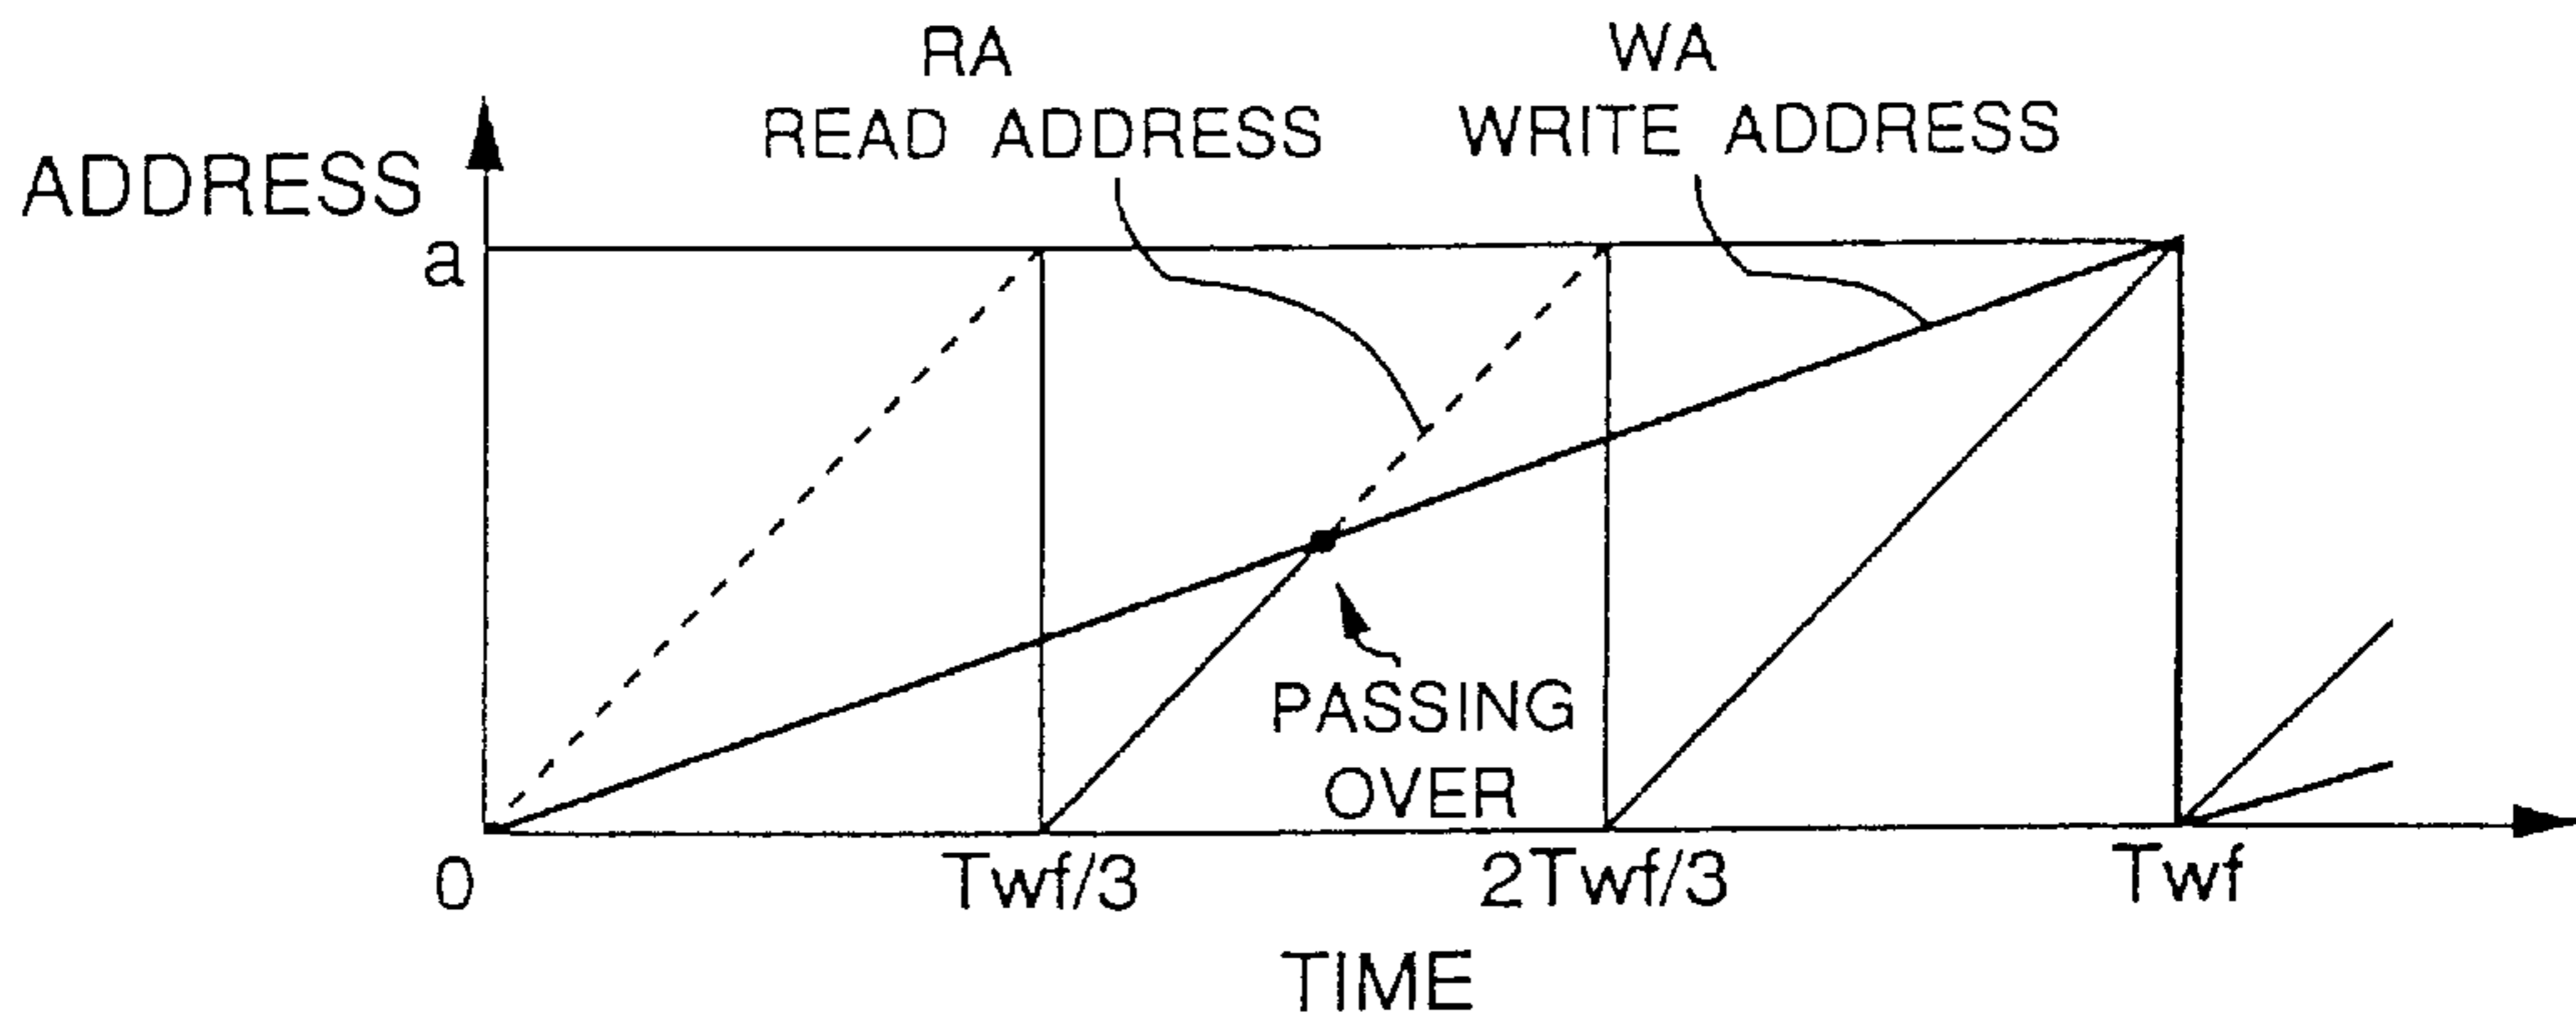 RA
READ ADDRESS
WA
WRITE ADDRESS
ADDRESS
a
PASSING
OVER
0
Twf/3
2Twf/3
Twf
TIME